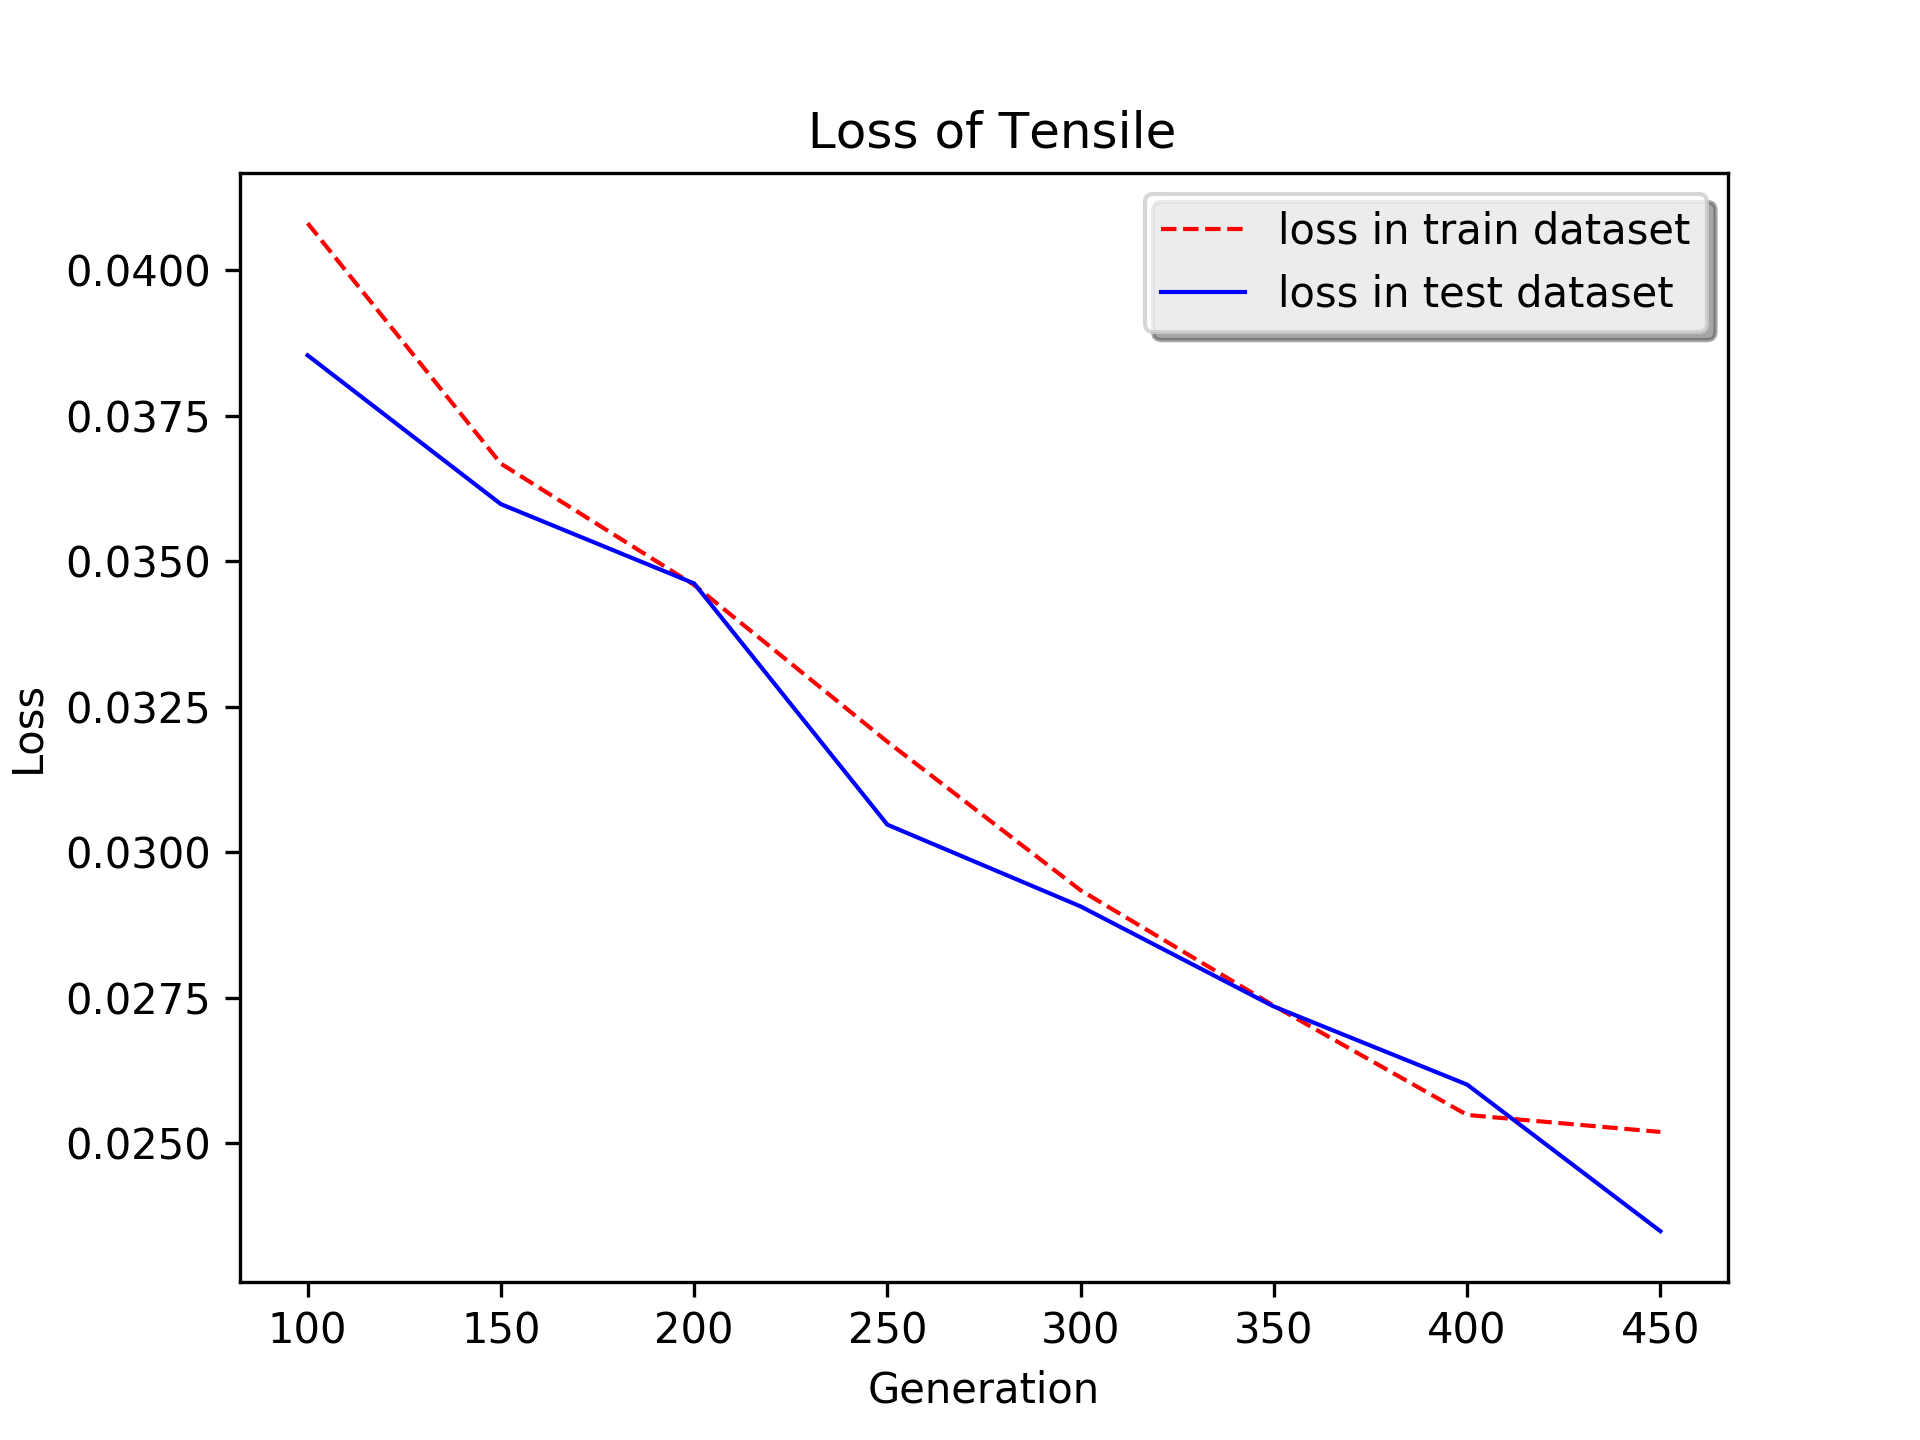 Loss of Tensile
loss in train dataset
loss in test dataset
0.0400
0.0375
0.0350
0.0325
0.0300
0.0275
0.0250
Loss
100 150 200 250 300 350 400 450
Generation